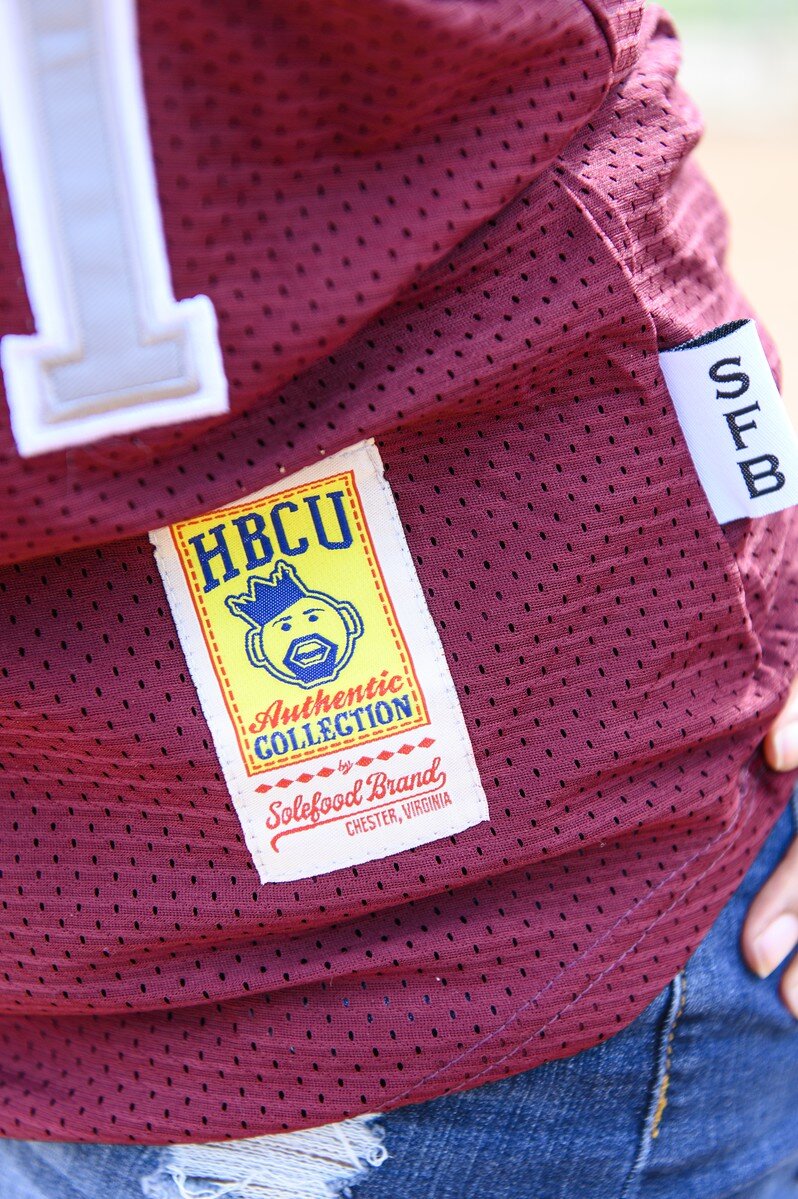 SFB
HBCU
Authentic
COLLECTION
by
Solefood Brand
CHESTER, VIRGINIA